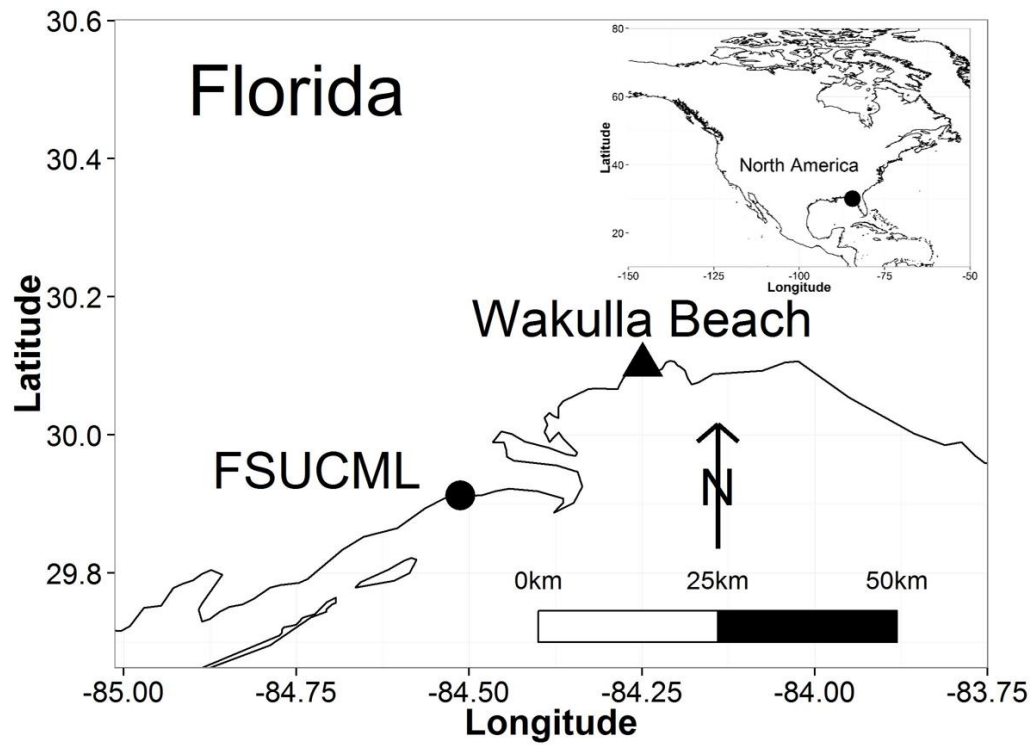 Florida
30.6
30.4
30.2
30.0
29.8
Latitude
80
60
40
20
Latitude
North America
-150
-125
-100
-75
-50
Longitude
Wakulla Beach
FSUCML
N
0km
25km
50km
-85.00
-84.75
-84.50
-84.25
-84.00
-83.75
Longitude